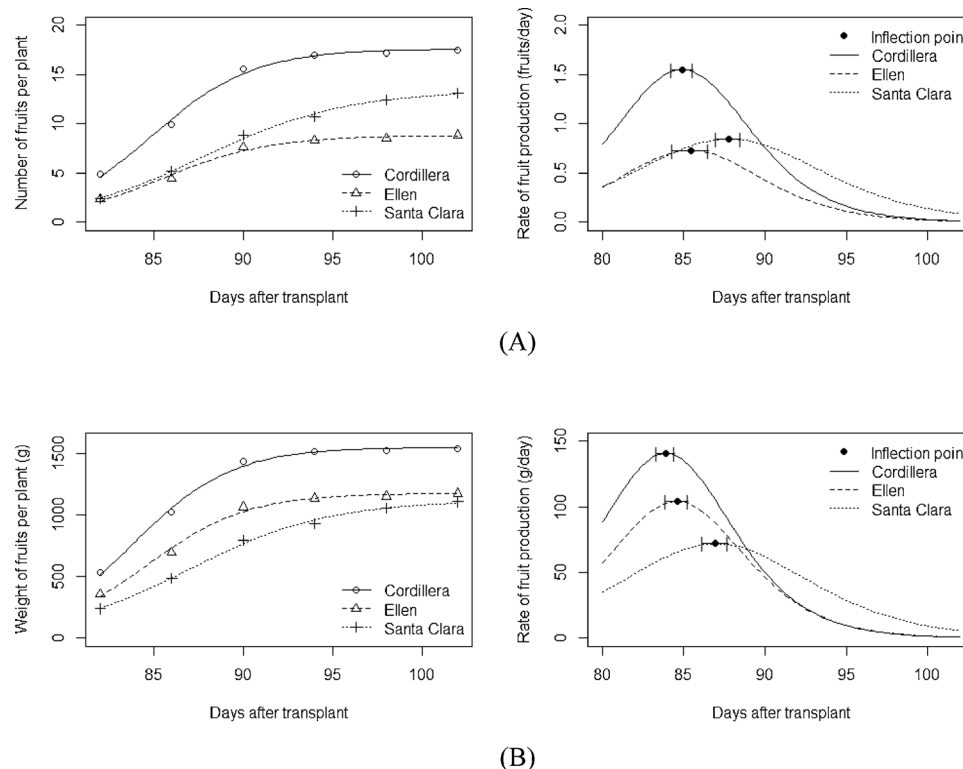 Number of fruits per plant
20
15
10
5
0
Cordillera
Ellen
Santa Clara
85 90 95 100
Days after transplant
Rate of fruit production (fruits/day)
2.0
1.5
1.0
0.5
0.0
Inflection poin
Cordillera
Ellen
Santa Clara
80 85 90 95 100
Days after transplant
(A)
Weight of fruits per plant (g)
1500
1000
500
0
Cordillera
Ellen
Santa Clara
85 90 95 100
Days after transplant
Rate of fruit production (g/day)
150
100
50
0
Inflection poin
Cordillera
Ellen
Santa Clara
80 85 90 95 100
Days after transplant
(B)